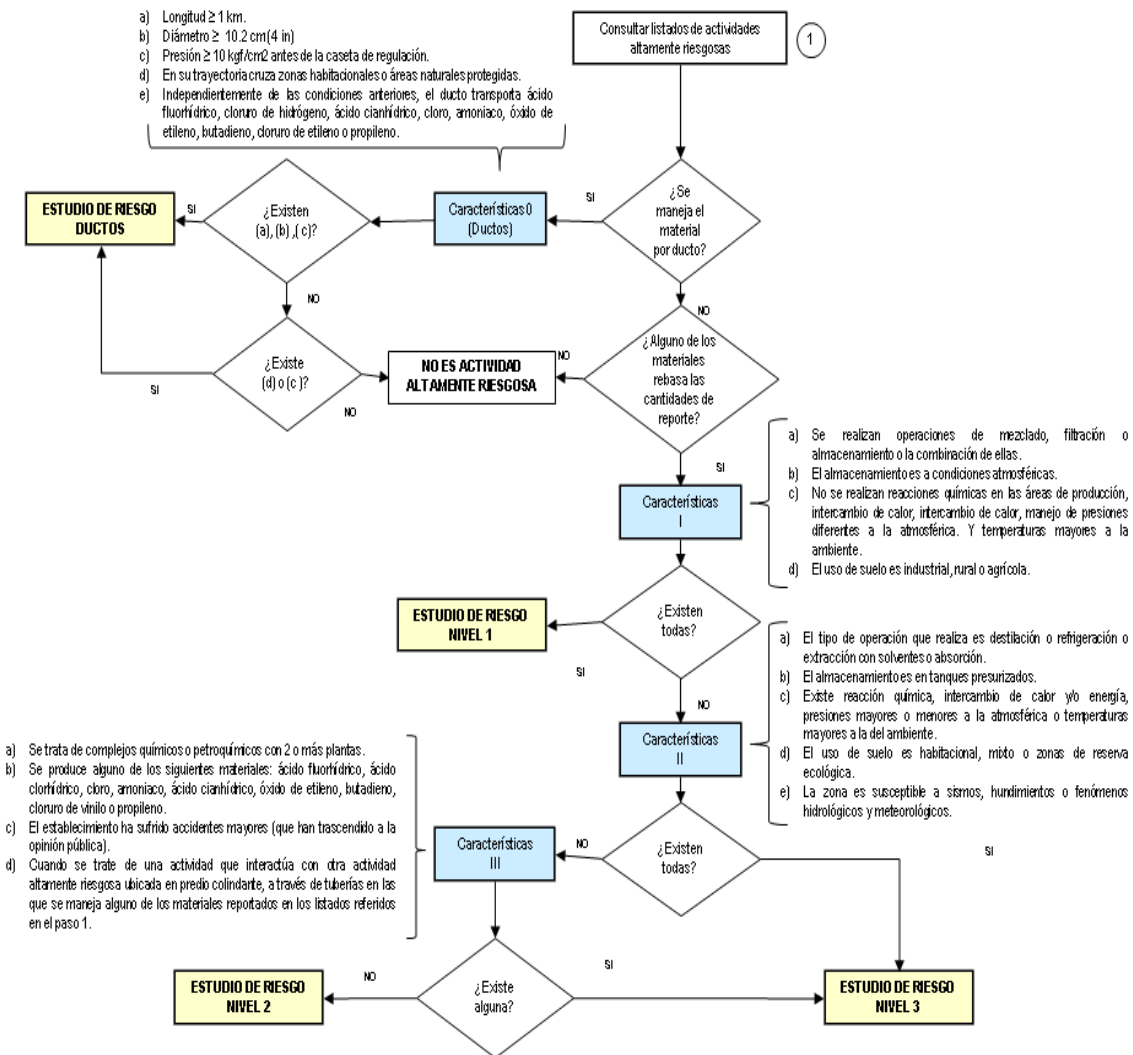 a) Longitud ≥ 1 km.
b) Diámetro ≥ 10.2 cm(4 in)
c) Presión ≥ 10 kgf/cm2 antes de la caseta de regulación.
d) En su trayectoria cruza zonas habitacionales o áreas naturales protegidas.
e) Independientemente de las condiciones anteriores, el ducto transporta ácido
fluorhídrico, cloruro de hidrógeno, ácido cianhídrico, cloro, amoniaco, óxido de
etileno, butadieno, cloruro de etileno o propileno.
Consultar listados de actividades
altamente riesgosas
1
¿Se
maneja el
material
por ducto?
SI
Características 0
(Ductos)
¿Existen
(a), (b) ,( c)?
SI
ESTUDIO DE RIESGO
DUCTOS
NO
NO
¿Existe
(d) o (c )?
SI
NO
NO ES ACTIVIDAD
ALTAMENTE RIESGOSA
NO
¿Alguno de los
materiales
rebasa las
cantidades de
reporte?
SI
Características
I
a) Se realizan operaciones de mezclado, filtración o
almacenamiento o la combinación de ellas.
b) El almacenamiento es a condiciones atmosféricas.
c) No se realizan reacciones químicas en las áreas de producción,
intercambio de calor, intercambio de calor, manejo de presiones
diferentes a la atmosférica. Y temperaturas mayores a la
ambiente.
d) El uso de suelo es industrial, rural o agrícola.
¿Existen
todas?
ESTUDIO DE RIESGO
NIVEL 1
SI
NO
Características
II
a) El tipo de operación que realiza es destilación o refrigeración o
extracción con solventes o absorción.
b) El almacenamiento es en tanques presurizados.
c) Existe reacción química, intercambio de calor y/o energía,
presiones mayores o menores a la atmosférica o temperaturas
mayores a la del ambiente.
d) El uso de suelo es habitacional, mixto o zonas de reserva
ecológica.
e) La zona es susceptible a sismos, hundimientos o fenómenos
hidrológicos y meteorológicos.
¿Existen
todas?
NO
SI
Características
III
a) Se trata de complejos químicos o petroquímicos con 2 o más plantas.
b) Se produce alguno de los siguientes materiales: ácido fluorhídrico, ácido
clorhídrico, cloro, amoniaco, ácido cianhídrico, óxido de etileno, butadieno,
cloruro de vinilo o propileno.
c) El establecimiento ha sufrido accidentes mayores (que han trascendido a la
opinión pública).
d) Cuando se trate de una actividad que interactúa con otra actividad
altamente riesgosa ubicada en predio colindante, a través de tuberías en las
que se maneja alguno de los materiales reportados en los listados referidos
en el paso 1.
¿Existe
alguna?
NO
SI
ESTUDIO DE RIESGO
NIVEL 2
ESTUDIO DE RIESGO
NIVEL 3